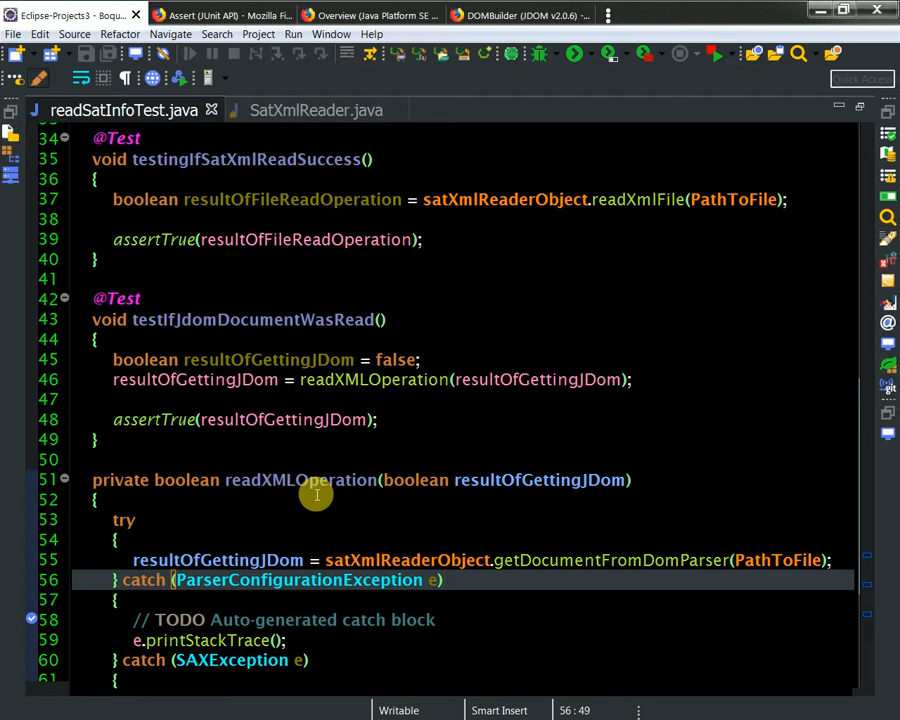 Eclipse-Projects3 - Boqu... Assert (JUnit API) - Mozilla Fi... Overview (Java Platform SE ... DOMBuilder (JDOM v2.0.6) -...
File Edit Source Refactor Navigate Search Project Run Window Help
Quick Access
readSatInfoTest.java SatXmlReader.java
34 @Test
35 void testingIfSatXmlReadSuccess()
36 {
37 boolean resultOfFileReadOperation = satXmlReaderObject.readXmlFile(PathToFile);
38
39 assertTrue(resultOfFileReadOperation);
40 }
41
42 @Test
43 void testIfJdomDocumentWasRead()
44 {
45 boolean resultOfGettingJDom = false;
46 resultOfGettingJDom = readXMLOperation(resultOfGettingJDom);
47
48 assertTrue(resultOfGettingJDom);
49 }
50
51 private boolean readXMLOperation(boolean resultOfGettingJDom)
52 {
53 try
54 {
55 resultOfGettingJDom = satXmlReaderObject.getDocumentFromDomParser(PathToFile);
56 } catch (ParserConfigurationException e)
57 {
58 // TODO Auto-generated catch block
59 e.printStackTrace();
60 } catch (SAXException e)
61 {
Writable Smart Insert 56 : 49